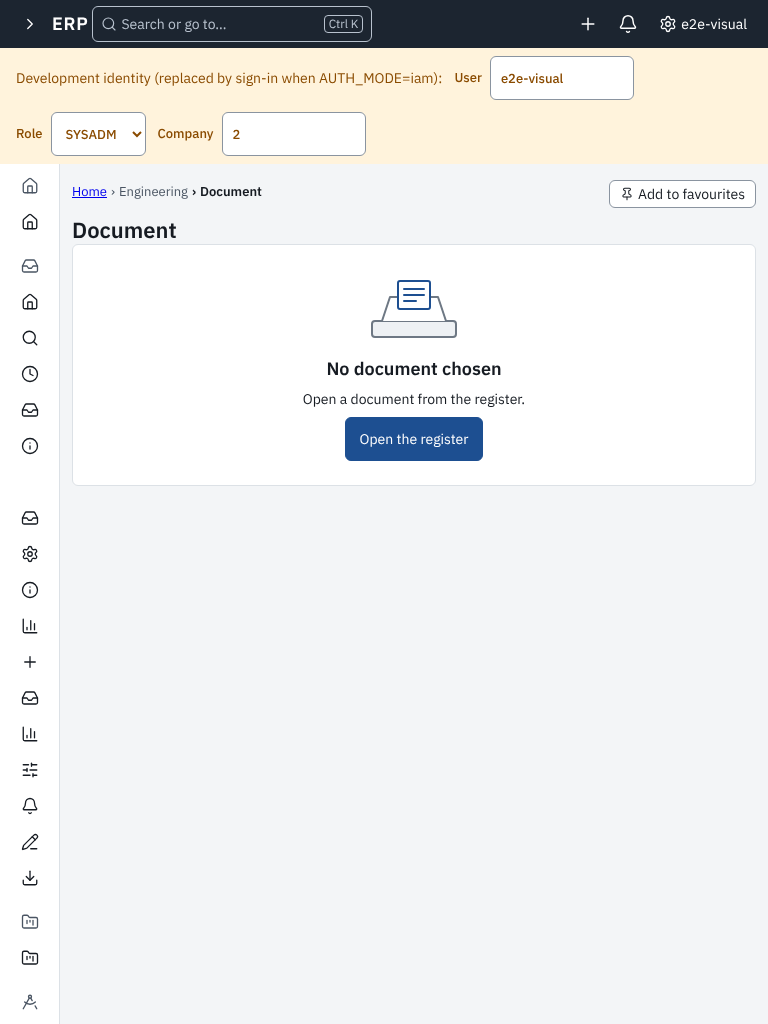 ERP
Search or go to... Ctrl K
e2e-visual
Development identity (replaced by sign-in when AUTH_MODE=iam): User e2e-visual
Role SYSADM Company 2
Home › Engineering › Document
Add to favourites
Document
No document chosen
Open a document from the register.
Open the register